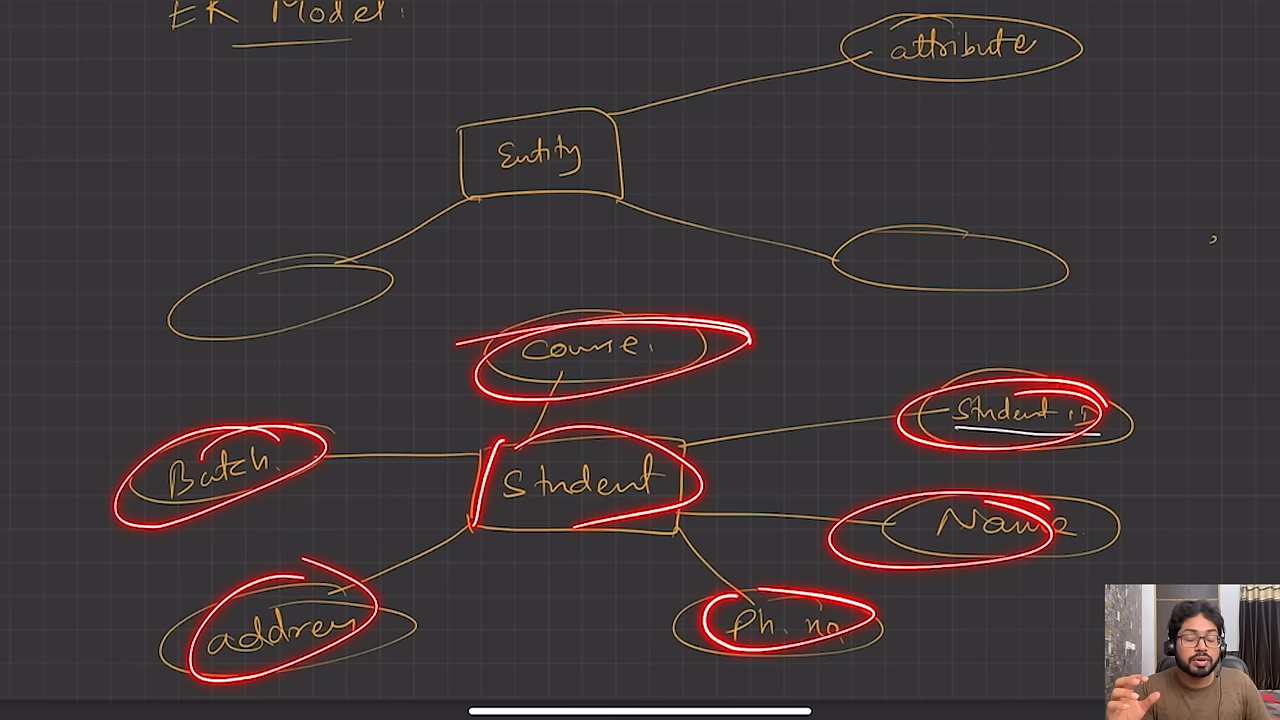 ER Model.
attribute
Entity
Course.
Student id
Batch.
Student
Name
address
Ph. no.